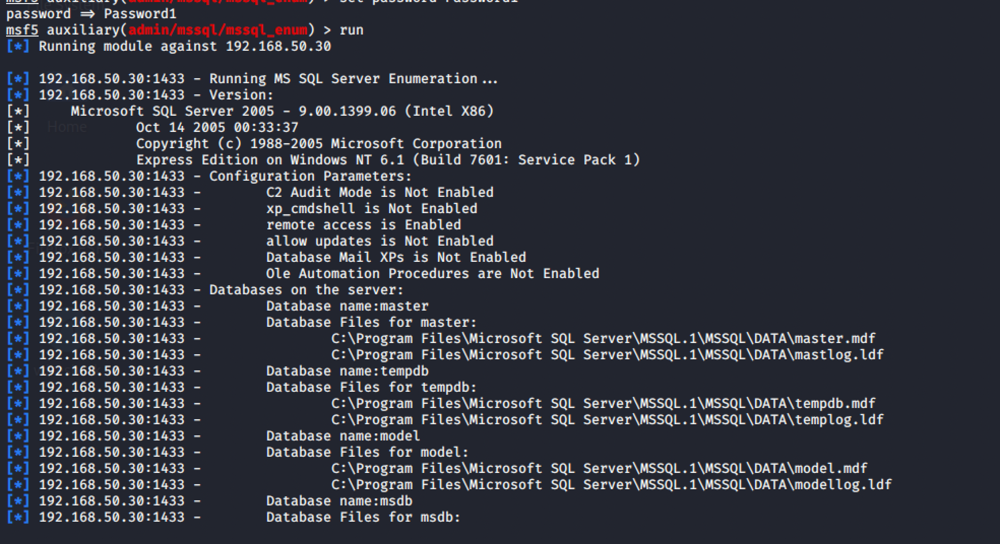 msf5 auxiliary(admin/mssql/mssql_enum) > set password Password1
password => Password1
msf5 auxiliary(admin/mssql/mssql_enum) > run
[*] Running module against 192.168.50.30
[*] 192.168.50.30:1433 - Running MS SQL Server Enumeration...
[*] 192.168.50.30:1433 - Version:
[*] Microsoft SQL Server 2005 - 9.00.1399.06 (Intel X86)
[*] Oct 14 2005 00:33:37
[*] Copyright (c) 1988-2005 Microsoft Corporation
[*] Express Edition on Windows NT 6.1 (Build 7601: Service Pack 1)
[*] 192.168.50.30:1433 - Configuration Parameters:
[*] 192.168.50.30:1433 - C2 Audit Mode is Not Enabled
[*] 192.168.50.30:1433 - xp_cmdshell is Not Enabled
[*] 192.168.50.30:1433 - remote access is Enabled
[*] 192.168.50.30:1433 - allow updates is Not Enabled
[*] 192.168.50.30:1433 - Database Mail XPs is Not Enabled
[*] 192.168.50.30:1433 - Ole Automation Procedures are Not Enabled
[*] 192.168.50.30:1433 - Databases on the server:
[*] 192.168.50.30:1433 - Database name:master
[*] 192.168.50.30:1433 - Database Files for master:
[*] 192.168.50.30:1433 - C:\Program Files\Microsoft SQL Server\MSSQL.1\MSSQL\DATA\master.mdf
[*] 192.168.50.30:1433 - C:\Program Files\Microsoft SQL Server\MSSQL.1\MSSQL\DATA\mastlog.ldf
[*] 192.168.50.30:1433 - Database name:tempdb
[*] 192.168.50.30:1433 - Database Files for tempdb:
[*] 192.168.50.30:1433 - C:\Program Files\Microsoft SQL Server\MSSQL.1\MSSQL\DATA\tempdb.mdf
[*] 192.168.50.30:1433 - C:\Program Files\Microsoft SQL Server\MSSQL.1\MSSQL\DATA\templog.ldf
[*] 192.168.50.30:1433 - Database name:model
[*] 192.168.50.30:1433 - Database Files for model:
[*] 192.168.50.30:1433 - C:\Program Files\Microsoft SQL Server\MSSQL.1\MSSQL\DATA\model.mdf
[*] 192.168.50.30:1433 - C:\Program Files\Microsoft SQL Server\MSSQL.1\MSSQL\DATA\modellog.ldf
[*] 192.168.50.30:1433 - Database name:msdb
[*] 192.168.50.30:1433 - Database Files for msdb:
Home